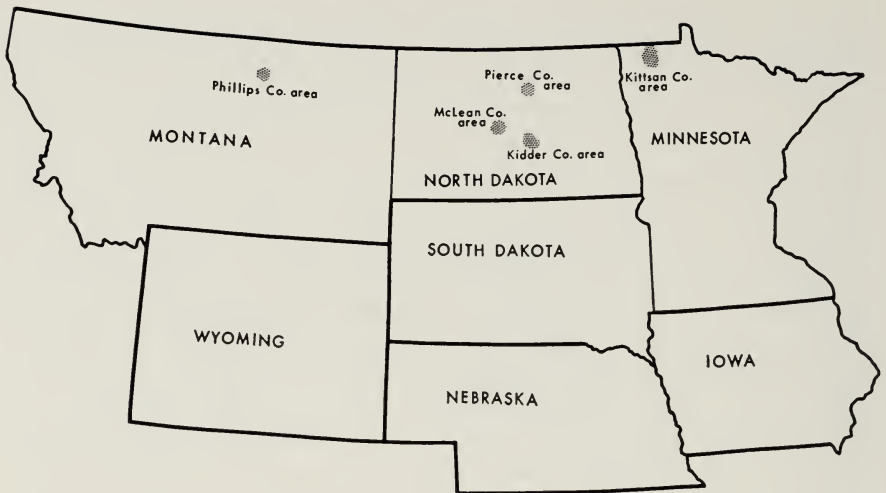 Phillips Co. area
Pierce Co.
area
Kittsan Co.
area
McLean Co.
area
Kidder Co. area
MONTANA
MINNESOTA
NORTH DAKOTA
SOUTH DAKOTA
WYOMING
IOWA
NEBRASKA